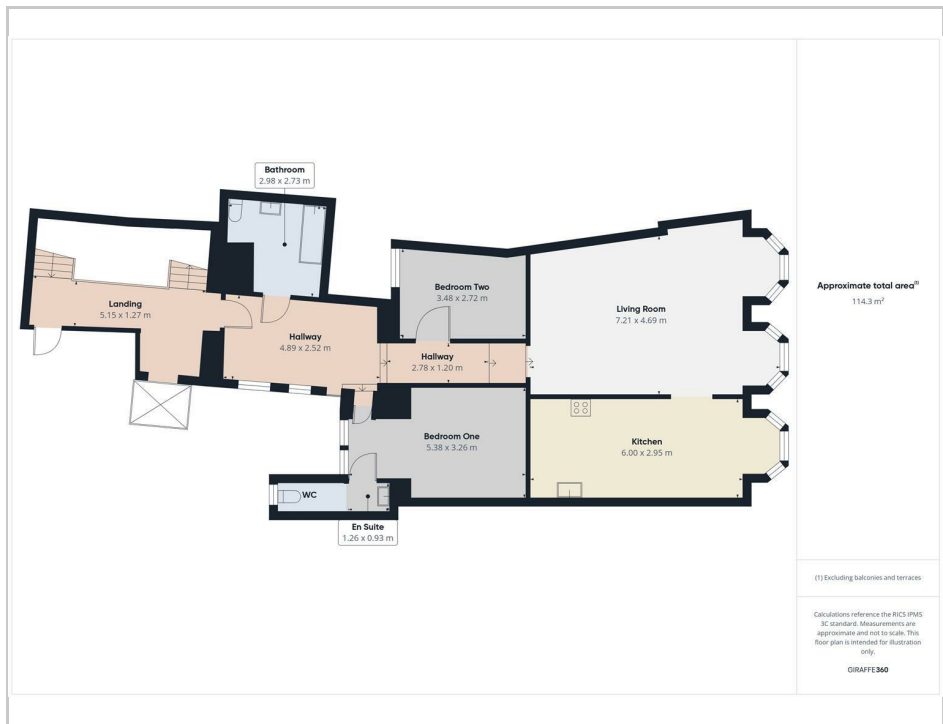 Bathroom
2.98 x 2.73 m
Landing
5.15 x 1.27 m
Hallway
4.89 x 2.52 m
Bedroom Two
3.48 x 2.72 m
Hallway
2.78 x 1.20 m
Living Room
7.21 x 4.69 m
Bedroom One
5.38 x 3.26 m
Kitchen
6.00 x 2.95 m
WC
En Suite
1.26 x 0.93 m
Approximate total area(1)
114.3 m²
(1) Excluding balconies and terraces
Calculations reference the RICS IPMS
3C standard. Measurements are
approximate and not to scale. This
floor plan is intended for illustration
only.
GIRAFFE360